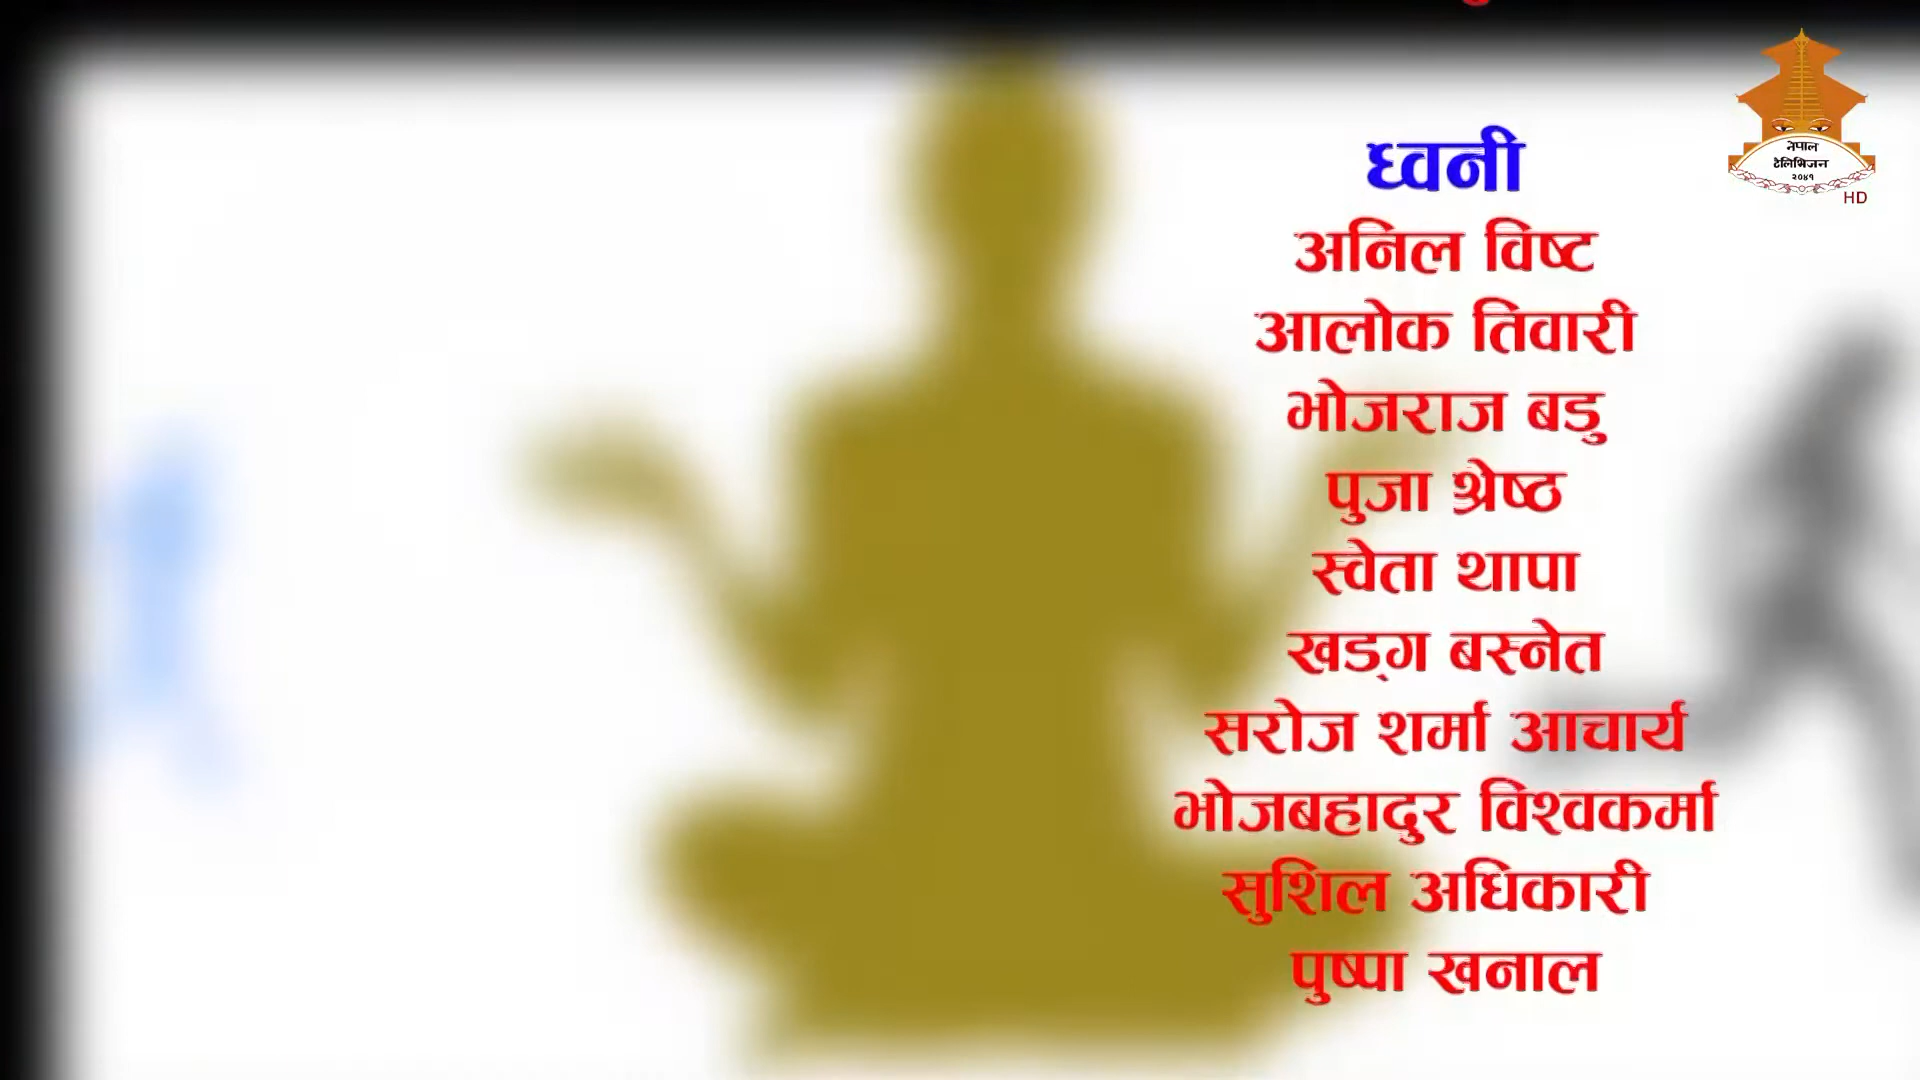 नेपाल
टेलिभिजन
२०४१
HD
ध्वनी
अनिल विष्ट
आलोक तिवारी
भोजराज बडु
पुजा श्रेष्ठ
स्वेता थापा
खड्ग बस्नेत
सरोज शर्मा आचार्य
भोजबहादुर विश्वकर्मा
सुशिल अधिकारी
पुष्पा खनाल